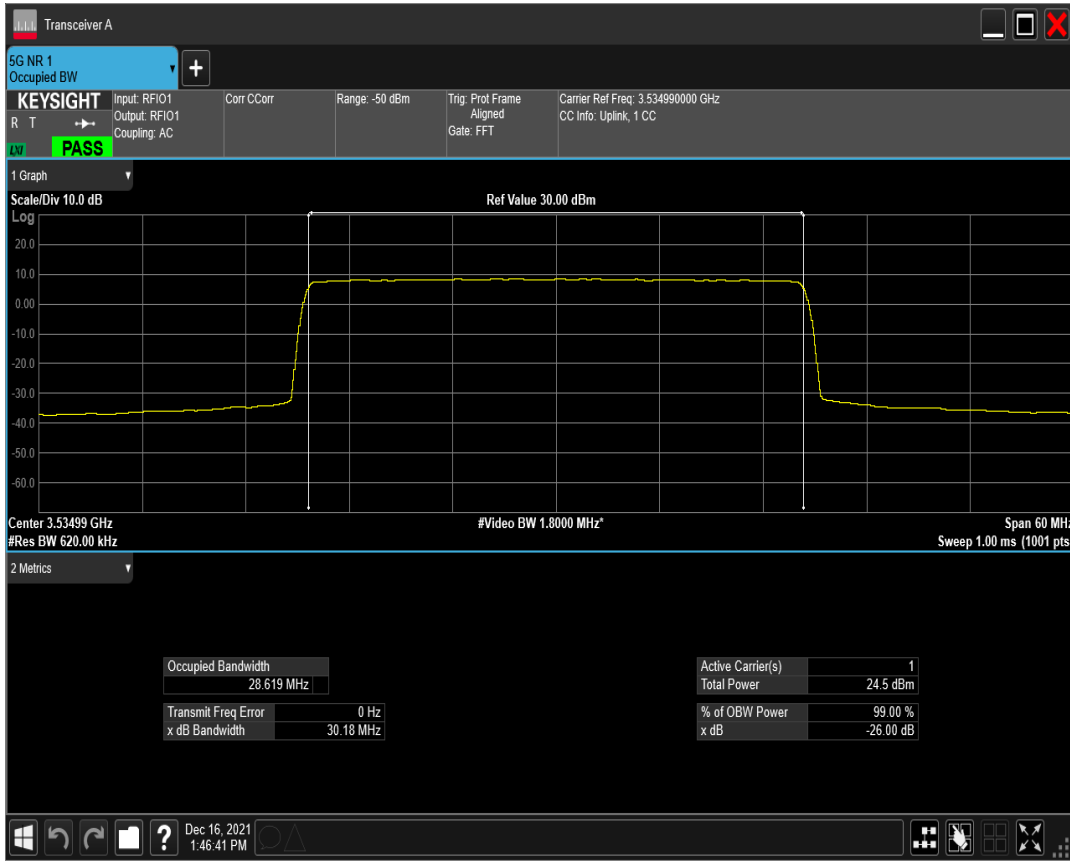 Transceiver A
5G NR 1
Occupied BW
+
KEYSIGHT
R T
LXI
PASS
Input: RFIO1
Output: RFIO1
Coupling: AC
Corr CCorr
Range: -50 dBm
Trig: Prot Frame
Aligned
Gate: FFT
Carrier Ref Freq: 3.534990000 GHz
CC Info: Uplink, 1 CC
1 Graph
Scale/Div 10.0 dB
Ref Value 30.00 dBm
Log
20.0
10.0
0.00
-10.0
-20.0
-30.0
-40.0
-50.0
-60.0
Center 3.53499 GHz
#Video BW 1.8000 MHz*
Span 60 MHz
#Res BW 620.00 kHz
Sweep 1.00 ms (1001 pts
2 Metrics
Occupied Bandwidth
28.619 MHz
Transmit Freq Error 0 Hz
x dB Bandwidth 30.18 MHz
Active Carrier(s) 1
Total Power 24.5 dBm
% of OBW Power 99.00 %
x dB -26.00 dB
?
Dec 16, 2021
1:46:41 PM